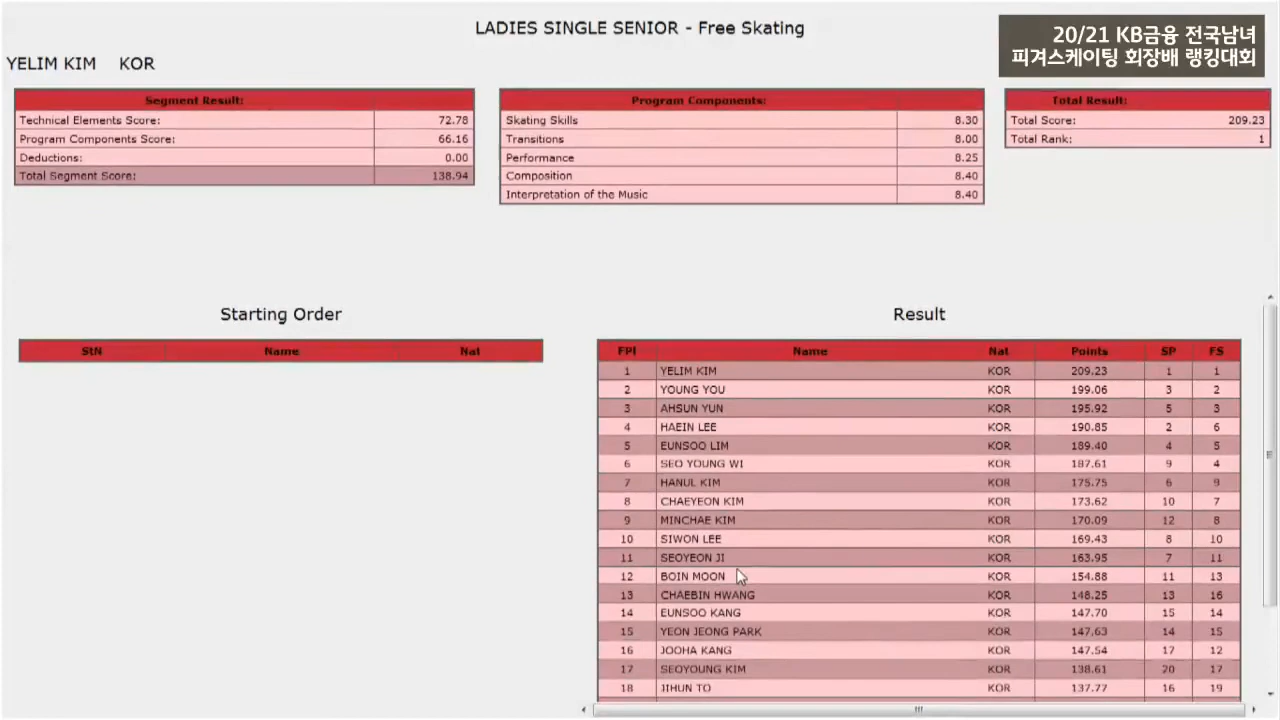 LADIES SINGLE SENIOR - Free Skating
20/21 KB금융 전국남녀
피겨스케이팅 회장배 랭킹대회
YELIM KIM KOR
Segment Result:
Technical Elements Score: 72.78
Program Components Score: 66.16
Deductions: 0.00
Total Segment Score: 138.94
Program Components:
Skating Skills 8.30
Transitions 8.00
Performance 8.25
Composition 8.40
Interpretation of the Music 8.40
Total Result:
Total Score: 209.23
Total Rank: 1
Starting Order
StN Name Nat
Result
FPl Name Nat Points SP FS
1 YELIM KIM KOR 209.23 1 1
2 YOUNG YOU KOR 199.06 3 2
3 AHSUN YUN KOR 195.92 5 3
4 HAEIN LEE KOR 190.85 2 6
5 EUNSOO LIM KOR 189.40 4 5
6 SEO YOUNG WI KOR 187.61 9 4
7 HANUL KIM KOR 175.75 6 9
8 CHAEYEON KIM KOR 173.62 10 7
9 MINCHAE KIM KOR 170.09 12 8
10 SIWON LEE KOR 169.43 8 10
11 SEOYEON JI KOR 163.95 7 11
12 BOIN MOON KOR 154.88 11 13
13 CHAEBIN HWANG KOR 148.25 13 16
14 EUNSOO KANG KOR 147.70 15 14
15 YEON JEONG PARK KOR 147.63 14 15
16 JOOHA KANG KOR 147.54 17 12
17 SEOYOUNG KIM KOR 138.61 20 17
18 JIHUN TO KOR 137.77 16 19